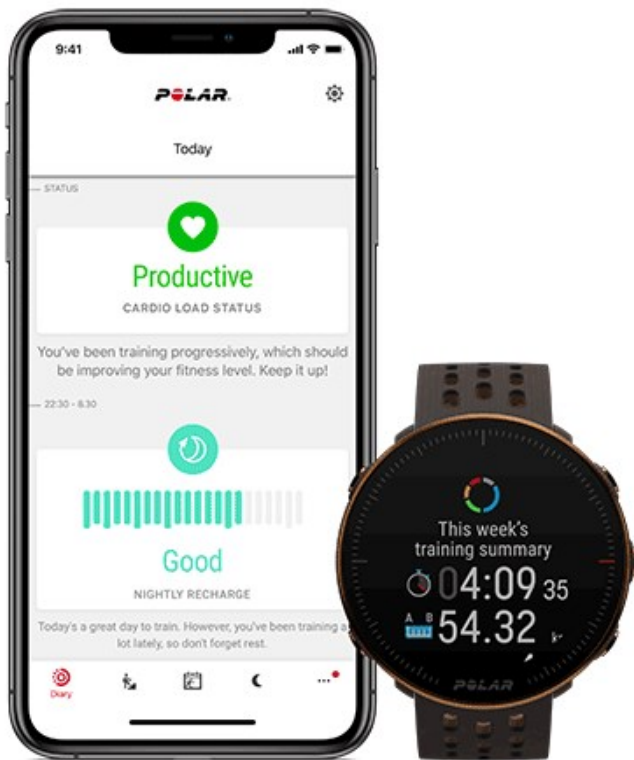 9:41
POLAR
Today
STATUS
Productive
CARDIO LOAD STATUS
You've been training progressively, which should
be improving your fitness level. Keep it up!
22:30 - 6.30
Good
NIGHTLY RECHARGE
Today's a great day to train. However, you've been training a
lot lately, so don't forget rest.
Diary
This week's
training summary
04:09 35
A B
54.32
POLAR